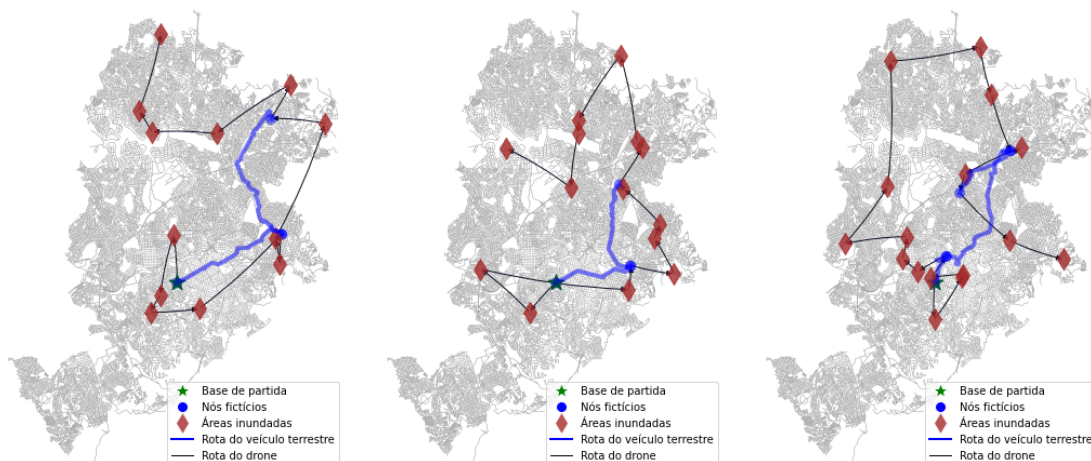 Base de partida
Nós fictícios
Áreas inundadas
Rota do veículo terrestre
Rota do drone
Base de partida
Nós fictícios
Áreas inundadas
Rota do veículo terrestre
Rota do drone
Base de partida
Nós fictícios
Áreas inundadas
Rota do veículo terrestre
Rota do drone